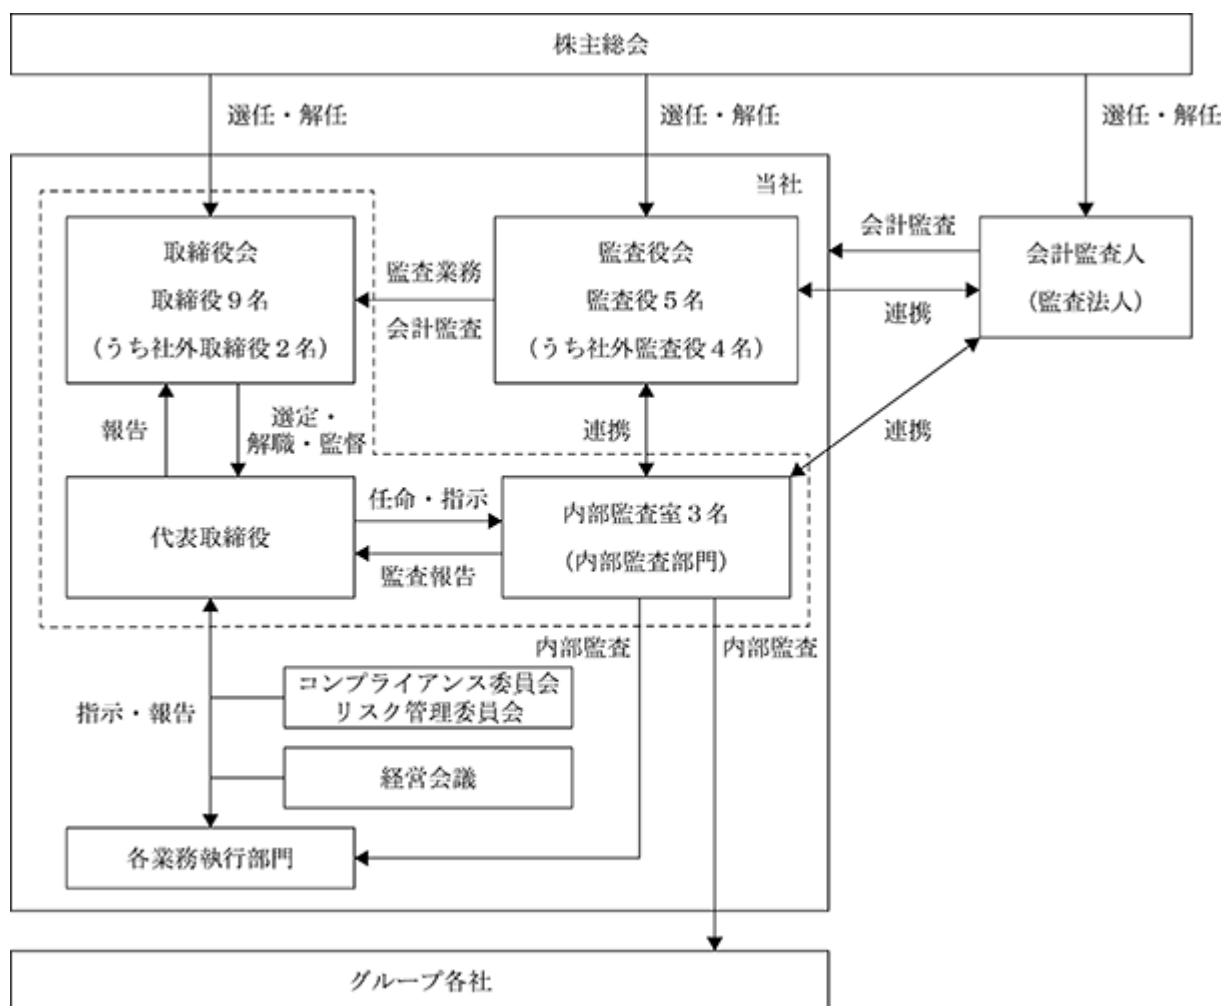 株主総会
選任・解任
選任・解任
選任・解任
当社
取締役会
取締役9名
(うち社外取締役2名)
監査業務
会計監査
監査役会
監査役5名
(うち社外監査役4名)
会計監査
連携
会計監査人
(監査法人)
報告
選定・
解職・監督
連携
連携
代表取締役
任命・指示
監査報告
内部監査室3名
(内部監査部門)
内部監査
内部監査
指示・報告
コンプライアンス委員会
リスク管理委員会
経営会議
各業務執行部門
グループ各社